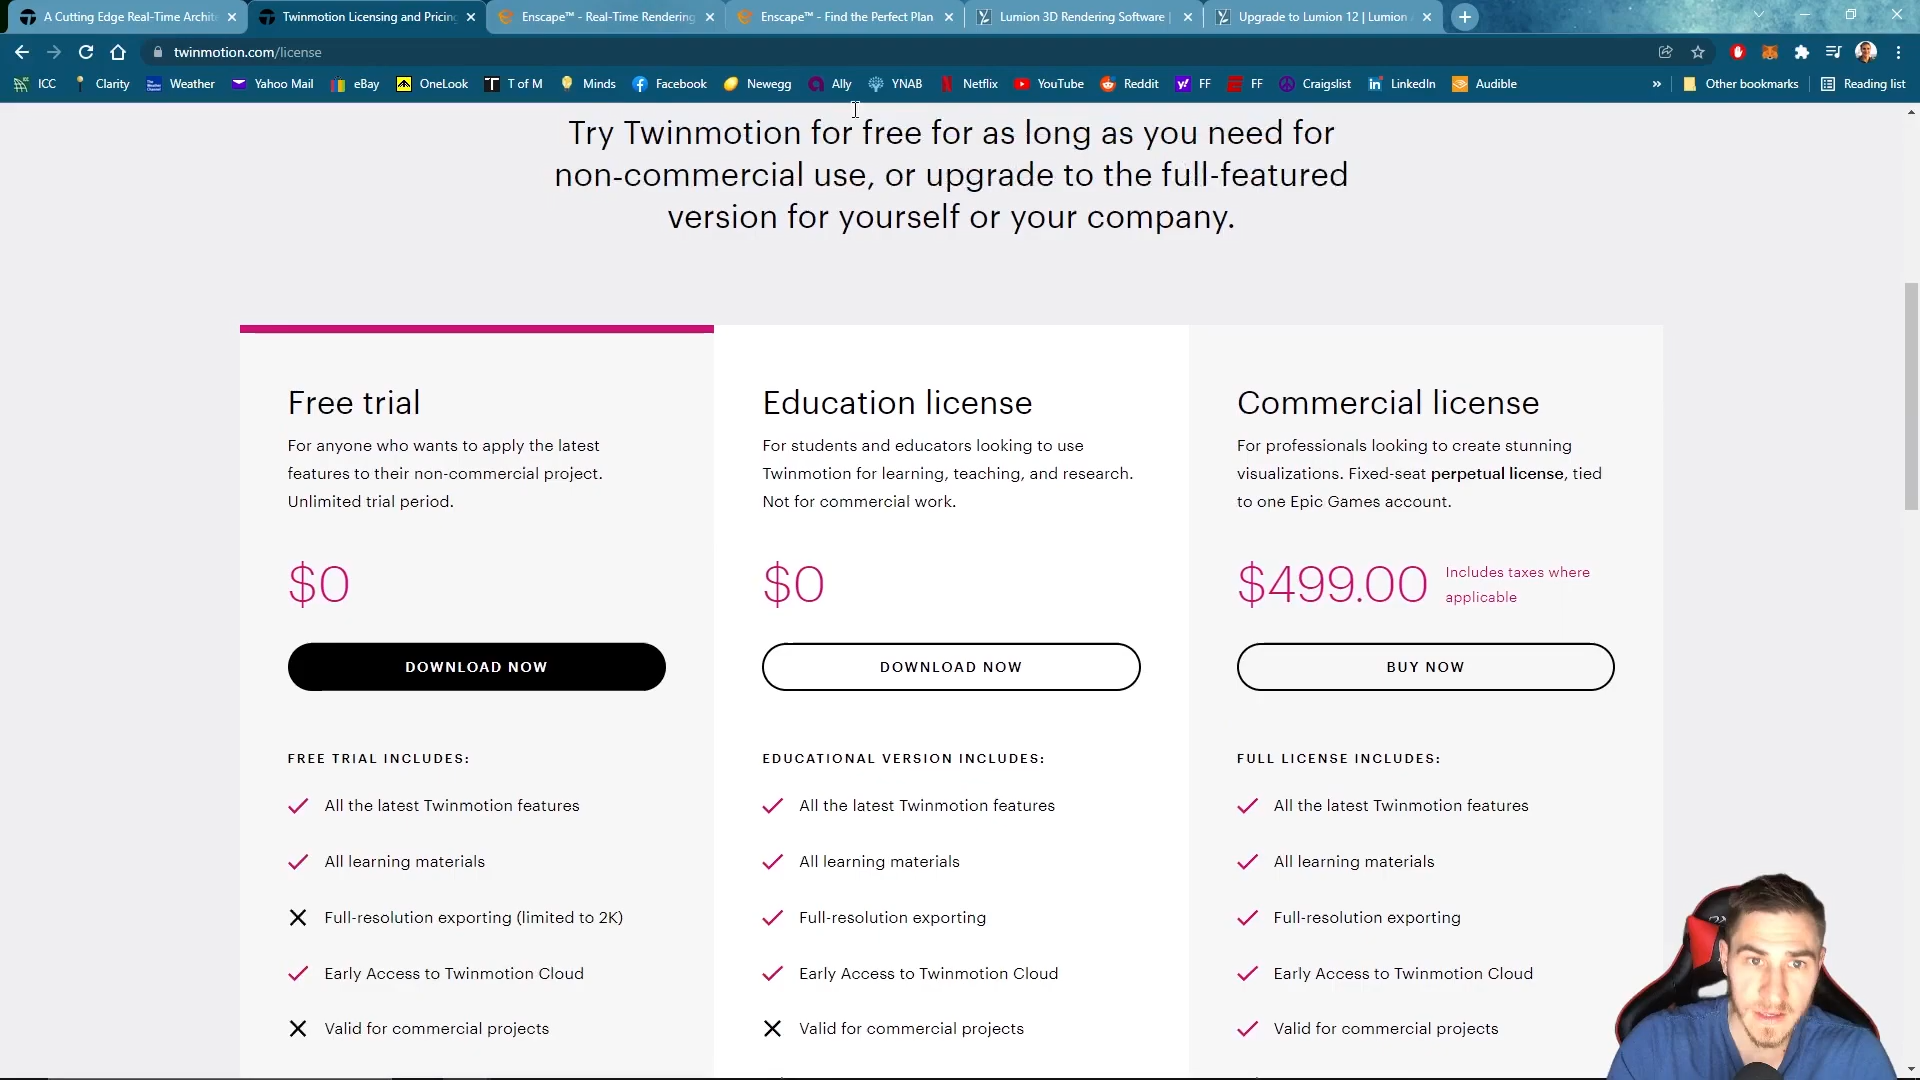 A Cutting Edge Real-Time Archite
Twinmotion Licensing and Pricing
Enscape™ - Real-Time Rendering
Enscape™ - Find the Perfect Plan
Lumion 3D Rendering Software |
Upgrade to Lumion 12 | Lumion
twinmotion.com/license
ICC
Clarity
Weather
Yahoo Mail
eBay
OneLook
T of M
Minds
Facebook
Newegg
Ally
YNAB
Netflix
YouTube
Reddit
FF
FF
Craigslist
LinkedIn
Audible
»
Other bookmarks
Reading list
Try Twinmotion for free for as long as you need for
non-commercial use, or upgrade to the full-featured
version for yourself or your company.
Free trial
For anyone who wants to apply the latest
features to their non-commercial project.
Unlimited trial period.
$0
DOWNLOAD NOW
FREE TRIAL INCLUDES:
All the latest Twinmotion features
All learning materials
Full-resolution exporting (limited to 2K)
Early Access to Twinmotion Cloud
Valid for commercial projects
Education license
For students and educators looking to use
Twinmotion for learning, teaching, and research.
Not for commercial work.
$0
DOWNLOAD NOW
EDUCATIONAL VERSION INCLUDES:
All the latest Twinmotion features
All learning materials
Full-resolution exporting
Early Access to Twinmotion Cloud
Valid for commercial projects
Commercial license
For professionals looking to create stunning
visualizations. Fixed-seat perpetual license, tied
to one Epic Games account.
$499.00
Includes taxes where
applicable
BUY NOW
FULL LICENSE INCLUDES:
All the latest Twinmotion features
All learning materials
Full-resolution exporting
Early Access to Twinmotion Cloud
Valid for commercial projects